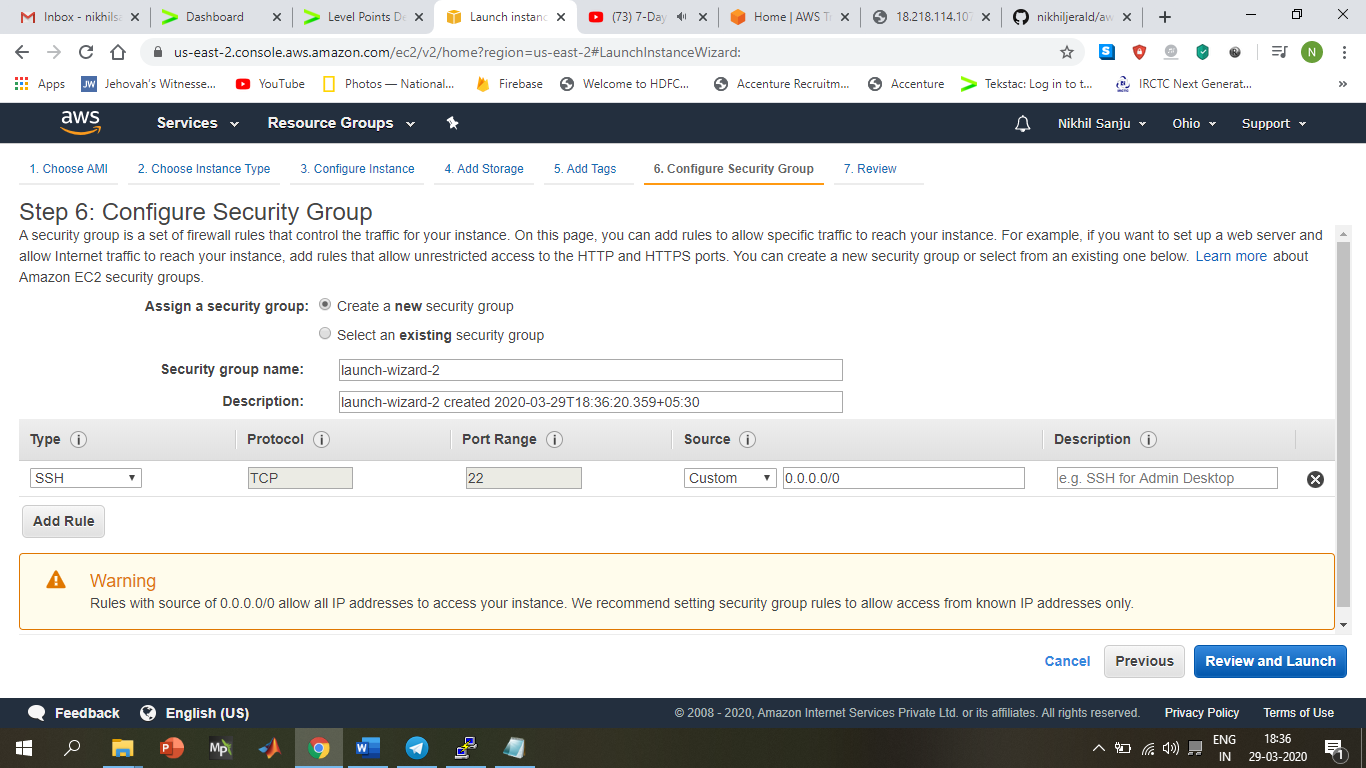 Inbox - nikhilsa
Dashboard
Level Points De
Launch instanc
(73) 7-Day
Home | AWS Tr
18.218.114.107
nikhiljerald/aw
us-east-2.console.aws.amazon.com/ec2/v2/home?region=us-east-2#LaunchInstanceWizard:
Apps
Jehovah's Witnesse...
YouTube
Photos — National...
Firebase
Welcome to HDFC...
Accenture Recruitm...
Accenture
Tekstac: Log in to t...
IRCTC Next Generat...
»
aws
Services
Resource Groups
Nikhil Sanju
Ohio
Support
1. Choose AMI
2. Choose Instance Type
3. Configure Instance
4. Add Storage
5. Add Tags
6. Configure Security Group
7. Review
Step 6: Configure Security Group
A security group is a set of firewall rules that control the traffic for your instance. On this page, you can add rules to allow specific traffic to reach your instance. For example, if you want to set up a web server and
allow Internet traffic to reach your instance, add rules that allow unrestricted access to the HTTP and HTTPS ports. You can create a new security group or select from an existing one below. Learn more about
Amazon EC2 security groups.
Assign a security group:
Create a new security group
Select an existing security group
Security group name:
launch-wizard-2
Description:
launch-wizard-2 created 2020-03-29T18:36:20.359+05:30
Type
Protocol
Port Range
Source
Description
SSH
TCP
22
Custom
0.0.0.0/0
e.g. SSH for Admin Desktop
Add Rule
Warning
Rules with source of 0.0.0.0/0 allow all IP addresses to access your instance. We recommend setting security group rules to allow access from known IP addresses only.
Cancel
Previous
Review and Launch
Feedback
English (US)
© 2008 - 2020, Amazon Internet Services Private Ltd. or its affiliates. All rights reserved.
Privacy Policy
Terms of Use
ENG
IN
18:36
29-03-2020
1